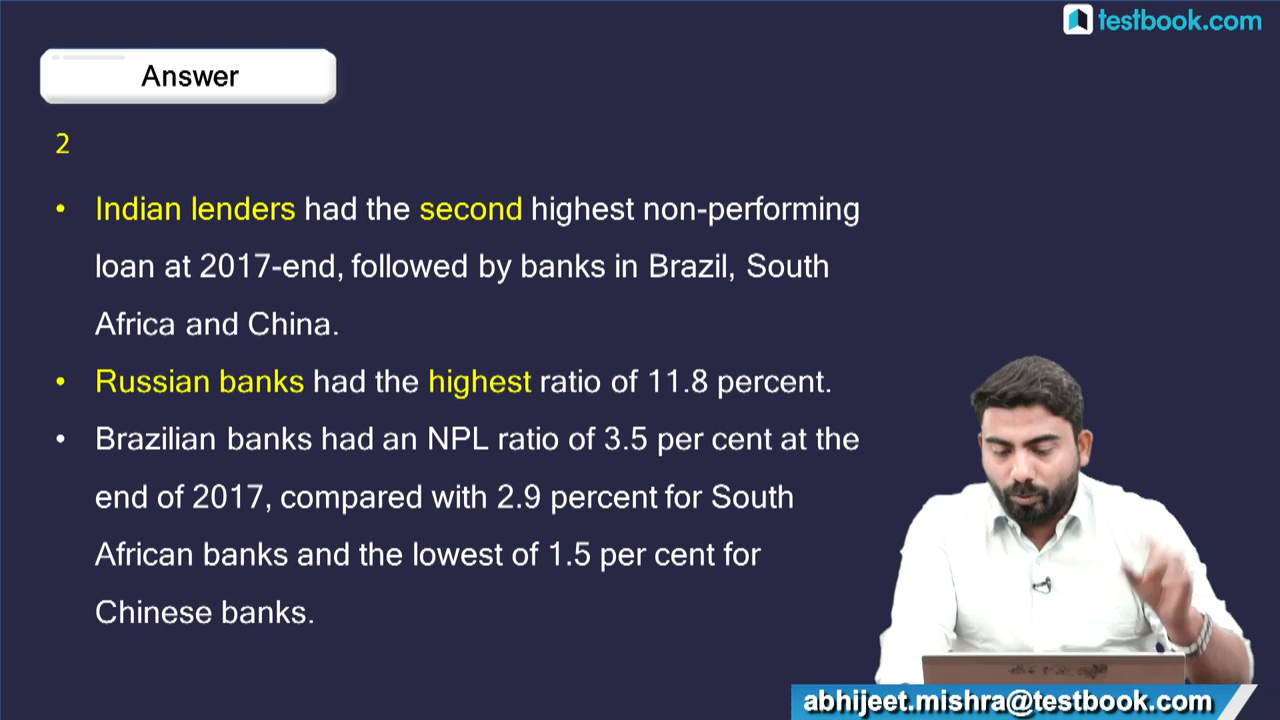 testbook.com
Answer
2
• Indian lenders had the second highest non-performing
loan at 2017-end, followed by banks in Brazil, South
Africa and China.
• Russian banks had the highest ratio of 11.8 percent.
• Brazilian banks had an NPL ratio of 3.5 per cent at the
end of 2017, compared with 2.9 percent for South
African banks and the lowest of 1.5 per cent for
Chinese banks.
abhijeet.mishra@testbook.com